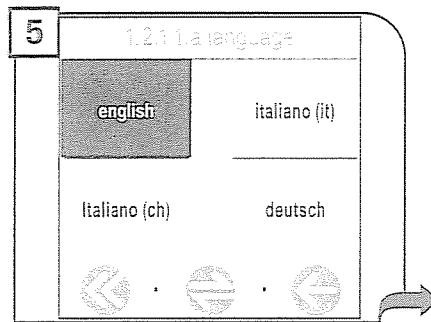 5
1.2.1 1.a language
english
italiano (it)
Italiano (ch)
deutsch